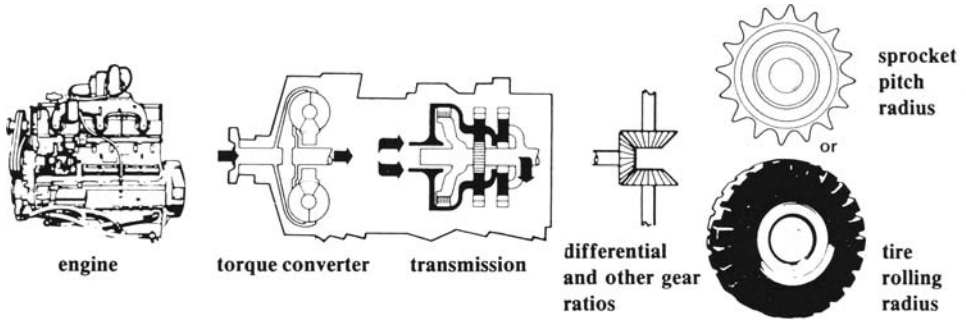 sprocket
pitch
radius
or
engine
torque converter
transmission
differential
and other gear
ratios
tire
rolling
radius